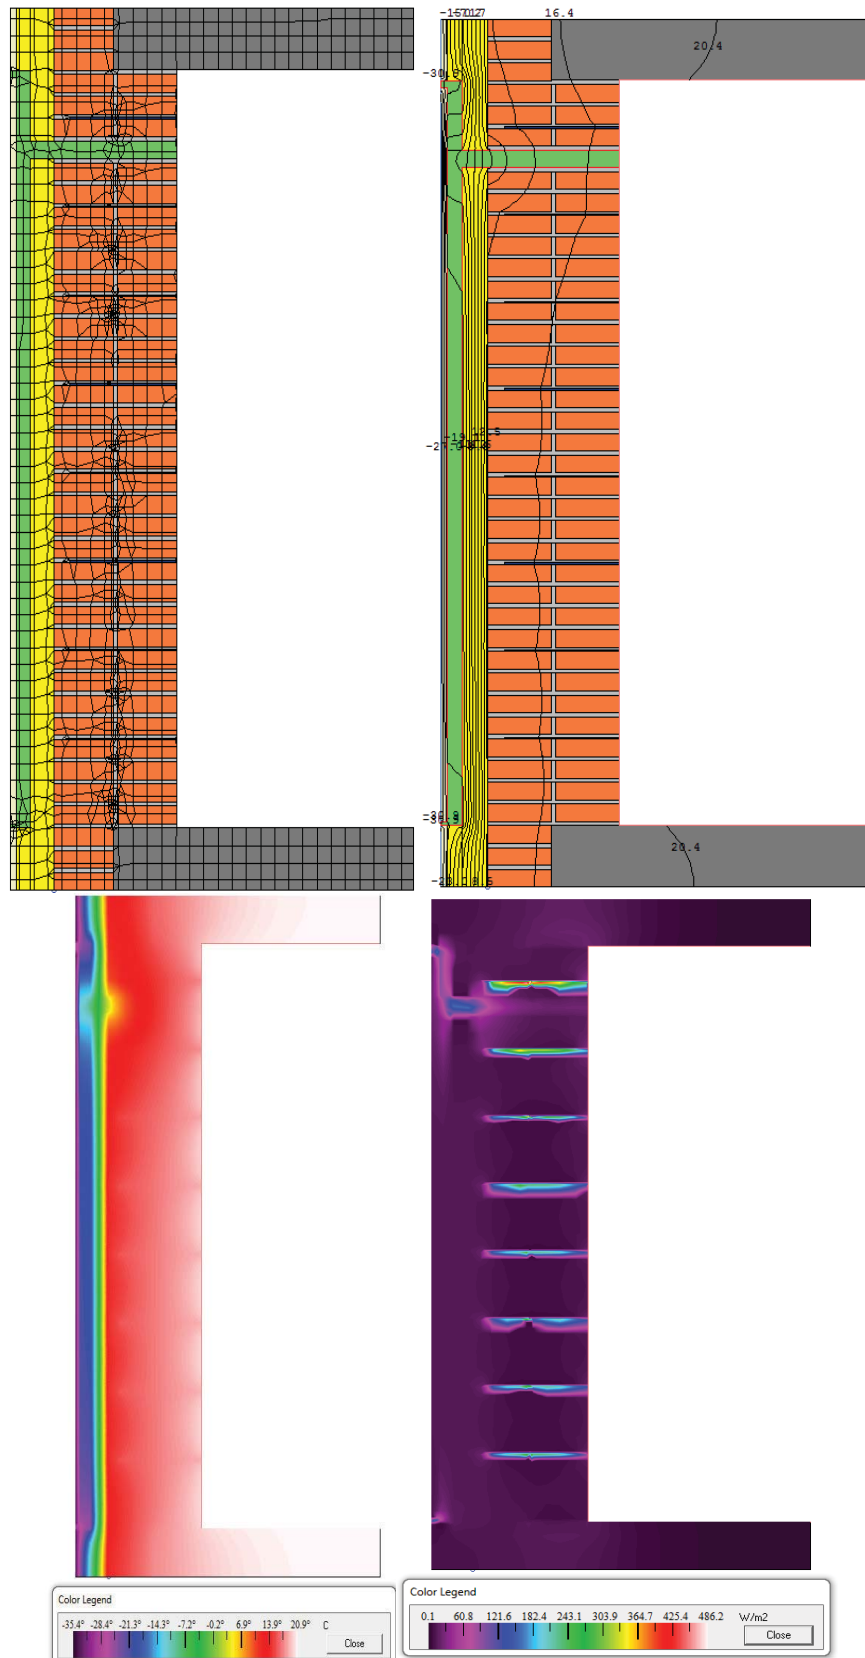 16.4
20.4
-30.
20.4
Color Legend
-35.4° -28.4° -21.3° -14.3° -7.2° -0.2° 6.9° 13.9° 20.9° C
Close
Color Legend
0.1 60.8 121.6 182.4 243.1 303.9 364.7 425.4 486.2 W/m2
Close